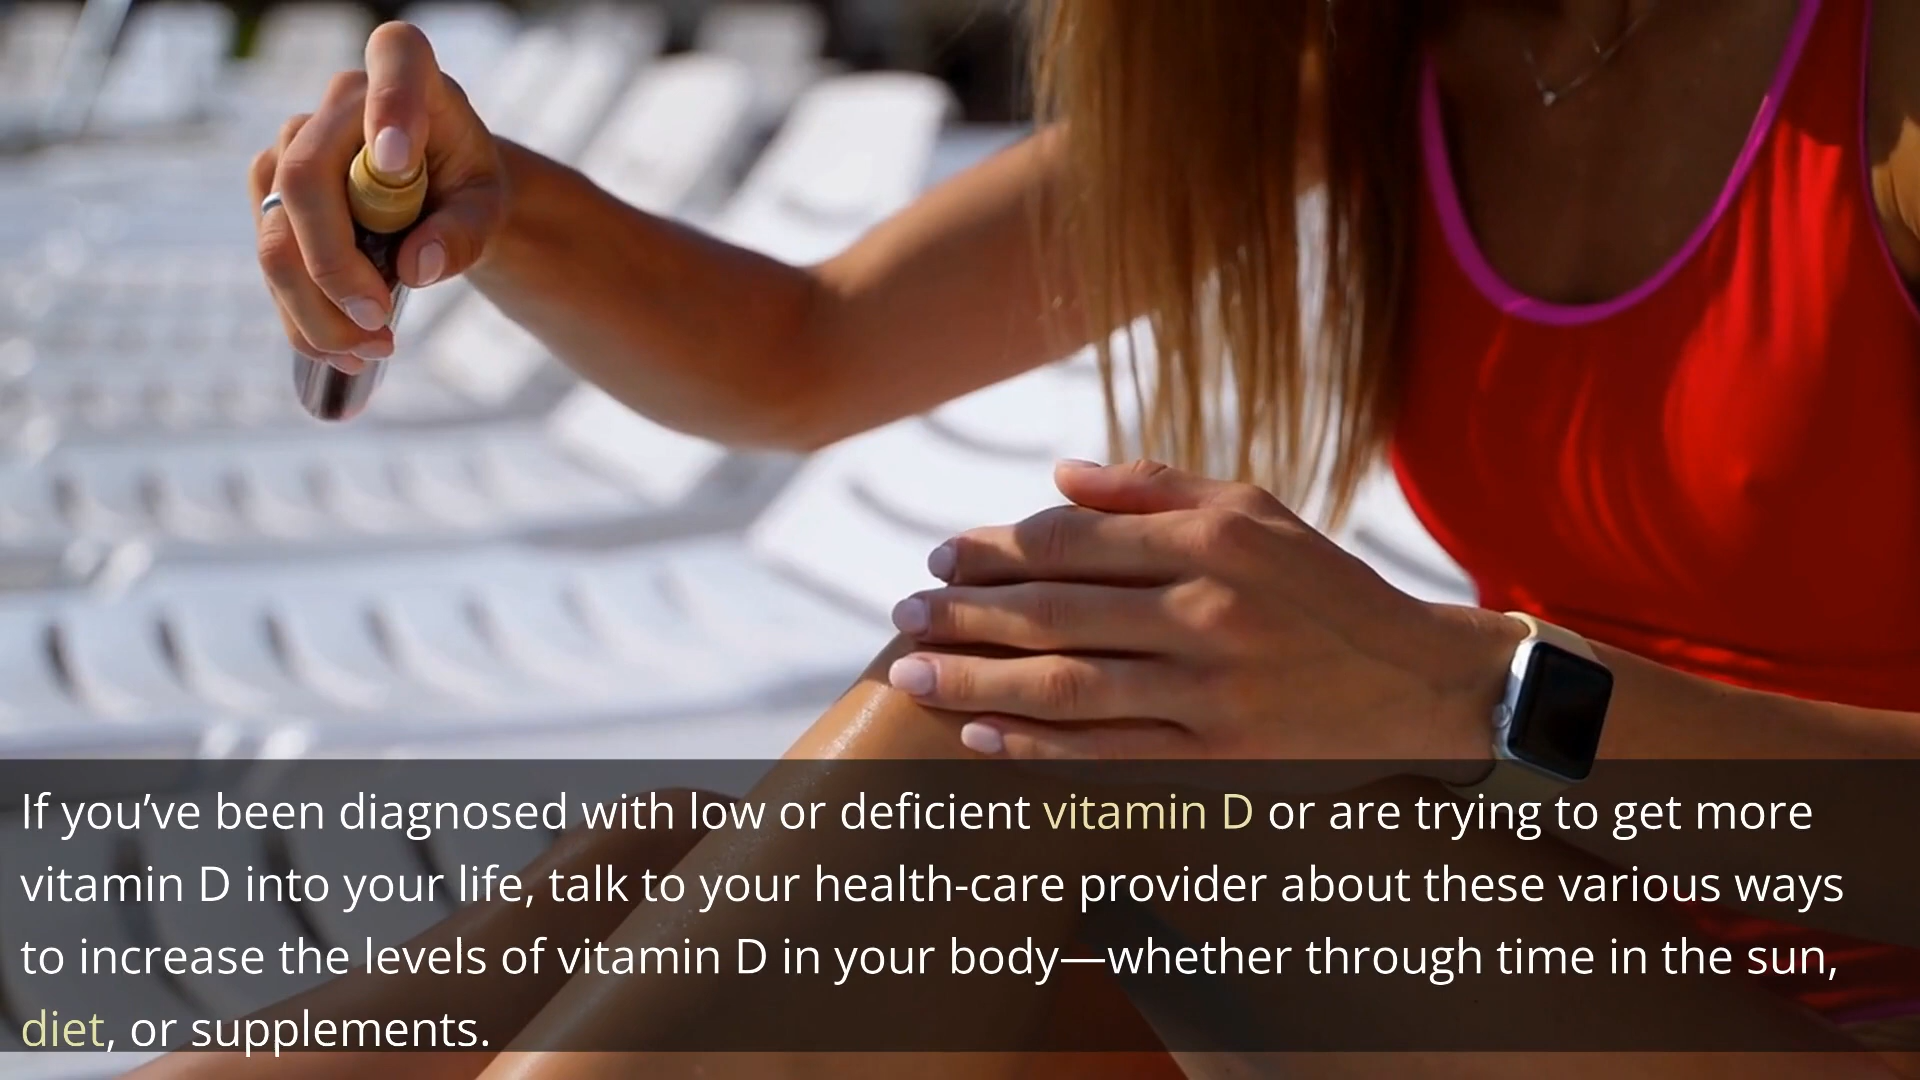 If you’ve been diagnosed with low or deficient vitamin D or are trying to get more
vitamin D into your life, talk to your health-care provider about these various ways
to increase the levels of vitamin D in your body—whether through time in the sun,
diet, or supplements.